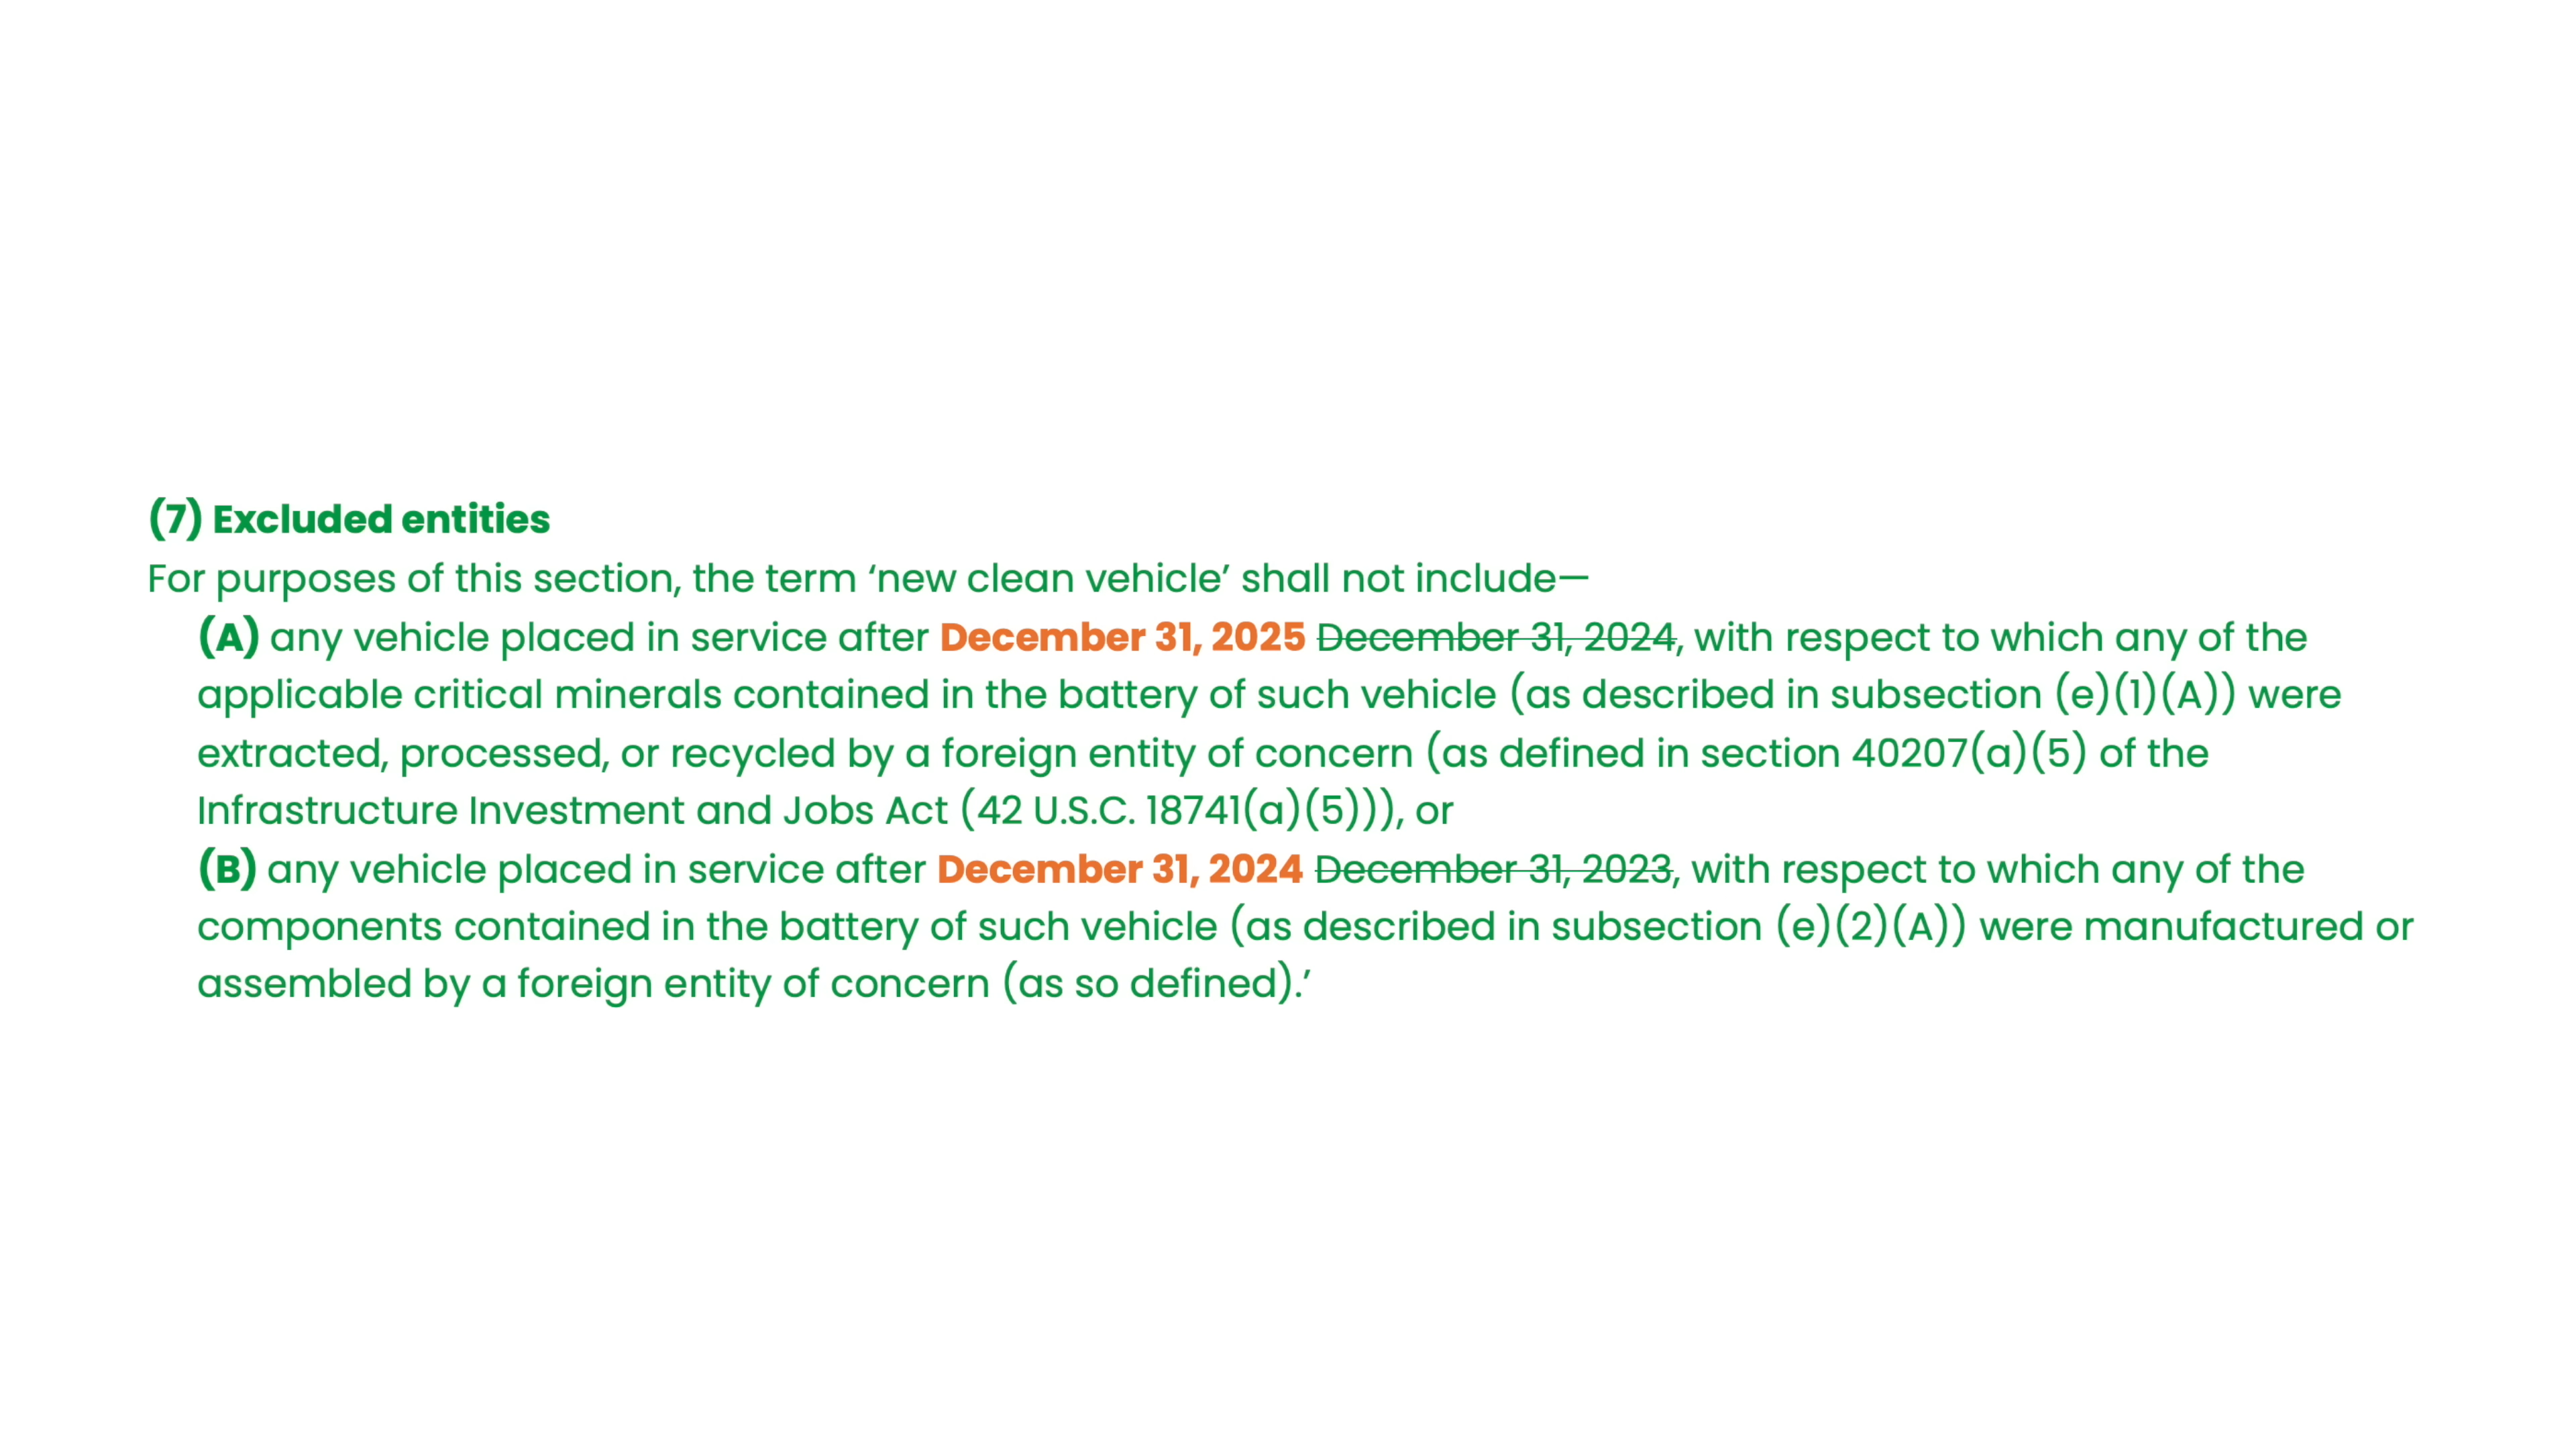 (7) Excluded entities
For purposes of this section, the term ‘new clean vehicle’ shall not include—
(A) any vehicle placed in service after December 31, 2025 December 31, 2024, with respect to which any of the
applicable critical minerals contained in the battery of such vehicle (as described in subsection (e)(1)(A)) were
extracted, processed, or recycled by a foreign entity of concern (as defined in section 40207(a)(5) of the
Infrastructure Investment and Jobs Act (42 U.S.C. 18741(a)(5))), or
(B) any vehicle placed in service after December 31, 2024 December 31, 2023, with respect to which any of the
components contained in the battery of such vehicle (as described in subsection (e)(2)(A)) were manufactured or
assembled by a foreign entity of concern (as so defined).’